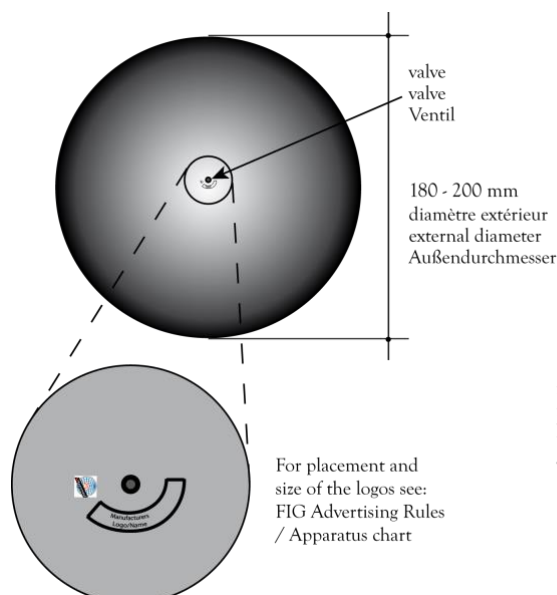 valve
valve
Ventil
180 - 200 mm
diamètre extérieur
external diameter
Außendurchmesser
Manufacturers
Logo/Name
For placement and
size of the logos see:
FIG Advertising Rules
/ Apparatus chart